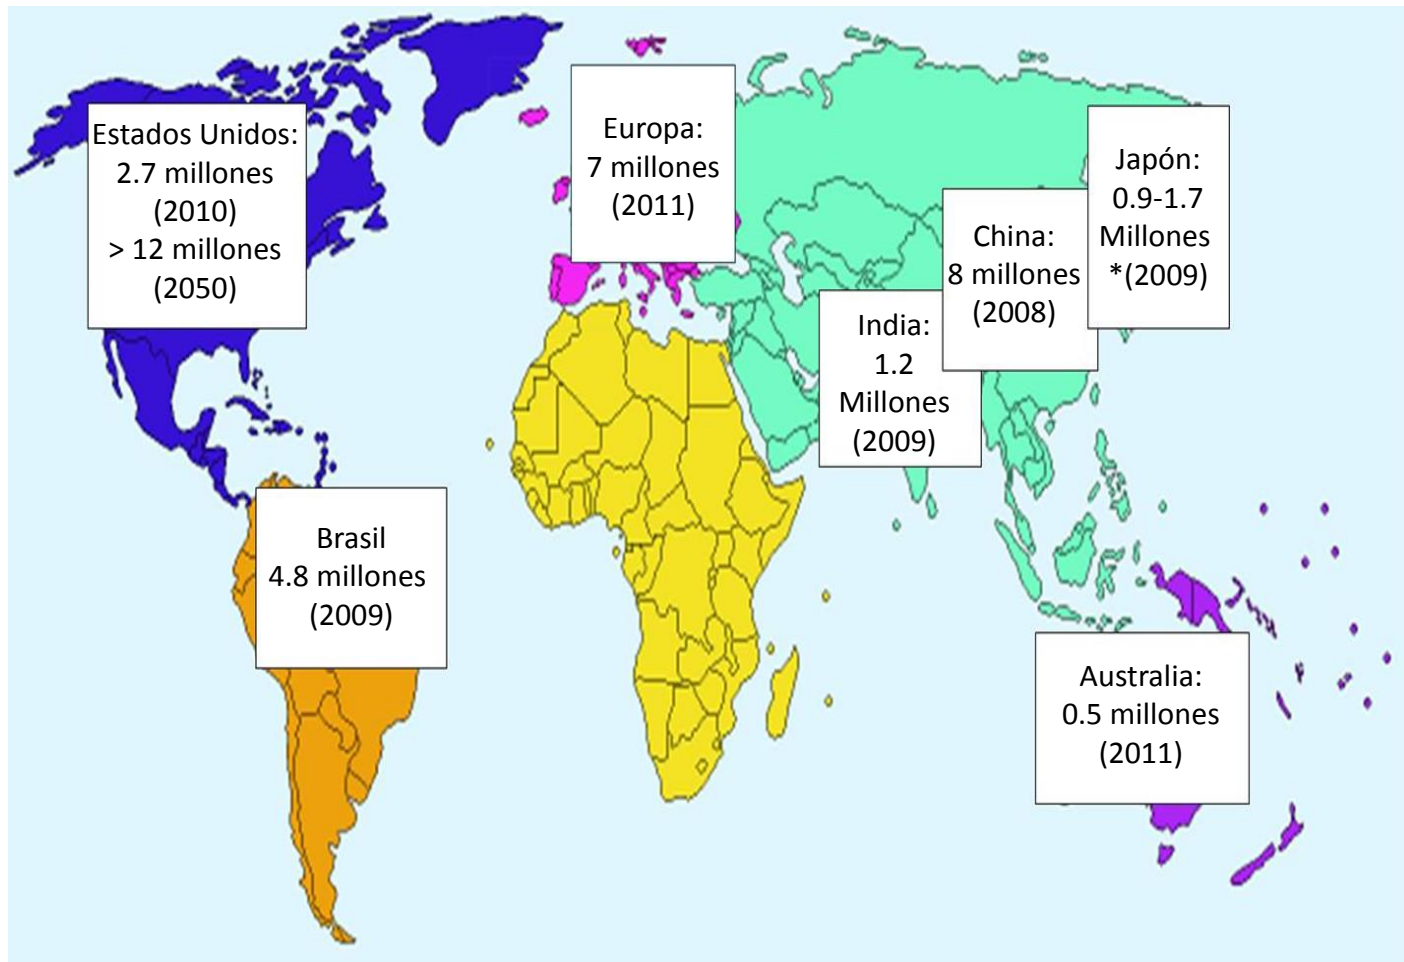 Estados Unidos:
2.7 millones
(2010)
> 12 millones
(2050)
Europa:
7 millones
(2011)
Japón:
0.9-1.7
Millones
*(2009)
China:
8 millones
(2008)
India:
1.2
Millones
(2009)
Brasil
4.8 millones
(2009)
Australia:
0.5 millones
(2011)